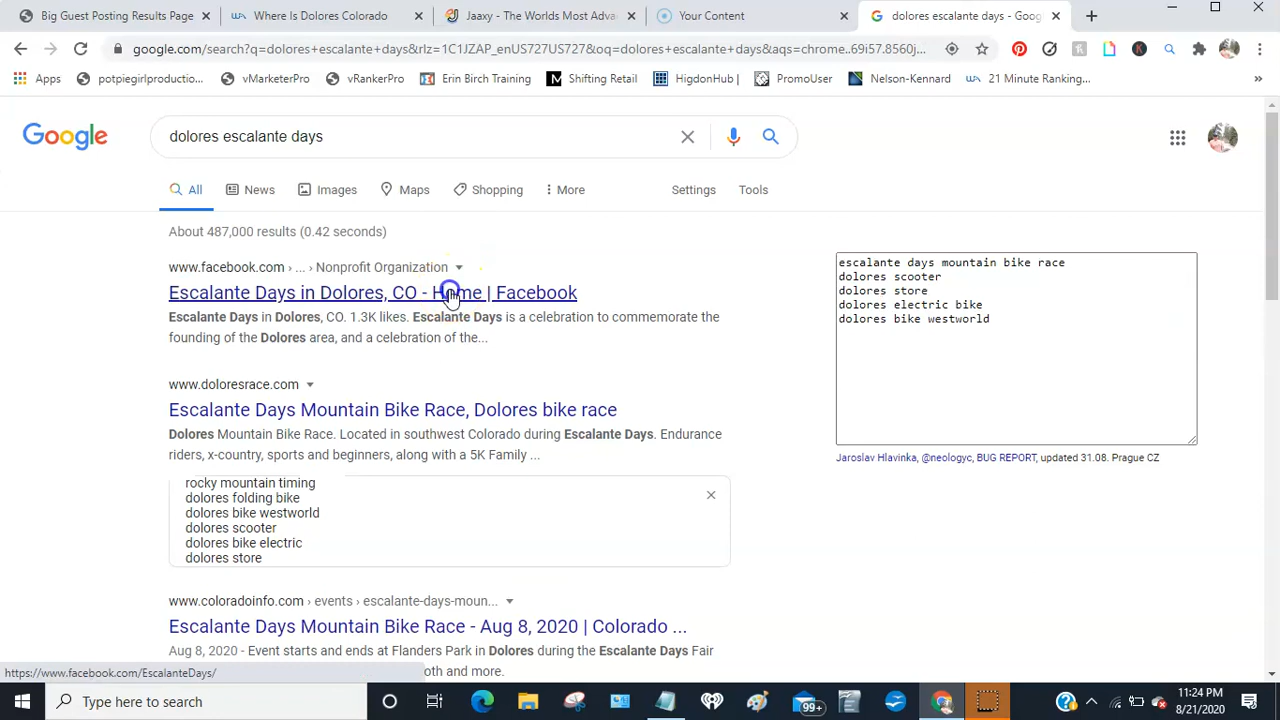 Big Guest Posting Results Page
Where Is Dolores Colorado
Jaaxy - The Worlds Most Adva
Your Content
dolores escalante days - Goog
google.com/search?q=dolores+escalante+days&rlz=1C1JZAP_enUS727US727&oq=dolores+escalante+days&aqs=chrome..69i57.8560j...
Apps
potpiegirlproductio...
vMarketerPro
vRankerPro
Erin Birch Training
Shifting Retail
HigdonHub |
PromoUser
Nelson-Kennard
21 Minute Ranking...
Google
dolores escalante days
All
News
Images
Maps
Shopping
More
Settings
Tools
About 487,000 results (0.42 seconds)
www.facebook.com › ... › Nonprofit Organization
Escalante Days in Dolores, CO - Home | Facebook
Escalante Days in Dolores, CO. 1.3K likes. Escalante Days is a celebration to commemorate the
founding of the Dolores area, and a celebration of the...
www.doloresrace.com
Escalante Days Mountain Bike Race, Dolores bike race
Dolores Mountain Bike Race. Located in southwest Colorado during Escalante Days. Endurance
riders, x-country, sports and beginners, along with a 5K Family ...
rocky mountain timing
dolores folding bike
dolores bike westworld
dolores scooter
dolores bike electric
dolores store
www.coloradoinfo.com › events › escalante-days-moun...
Escalante Days Mountain Bike Race - Aug 8, 2020 | Colorado ...
Aug 8, 2020 - Event starts and ends at Flanders Park in Dolores during the Escalante Days Fair
oth and more.
escalante days mountain bike race
dolores scooter
dolores store
dolores electric bike
dolores bike westworld
Jaroslav Hlavinka, @neologyc, BUG REPORT, updated 31.08. Prague CZ
https://www.facebook.com/EscalanteDays/
Type here to search
99+
11:24 PM
8/21/2020